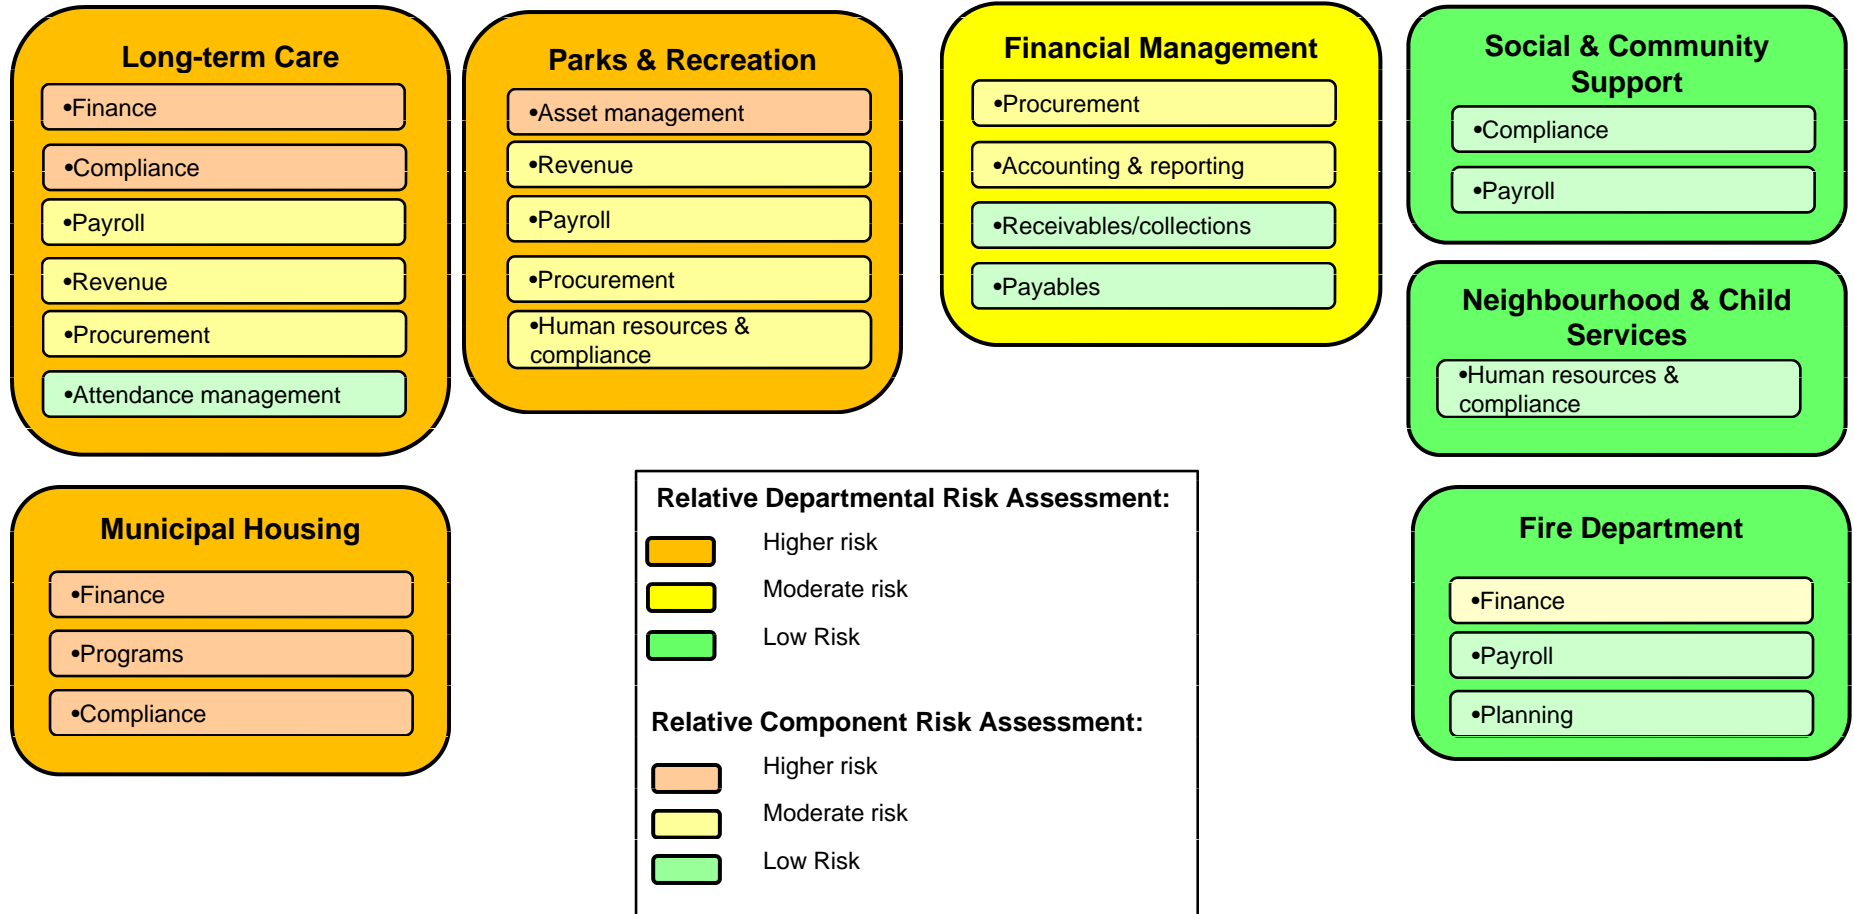 Long-term Care
•Finance
•Compliance
•Payroll
•Revenue
•Procurement
•Attendance management
Parks & Recreation
•Asset management
•Revenue
•Payroll
•Procurement
•Human resources &
compliance
Financial Management
•Procurement
•Accounting & reporting
•Receivables/collections
•Payables
Social & Community
Support
•Compliance
•Payroll
Neighbourhood & Child
Services
•Human resources &
compliance
Municipal Housing
•Finance
•Programs
•Compliance
Relative Departmental Risk Assessment:
Higher risk
Moderate risk
Low Risk
Relative Component Risk Assessment:
Higher risk
Moderate risk
Low Risk
Fire Department
•Finance
•Payroll
•Planning